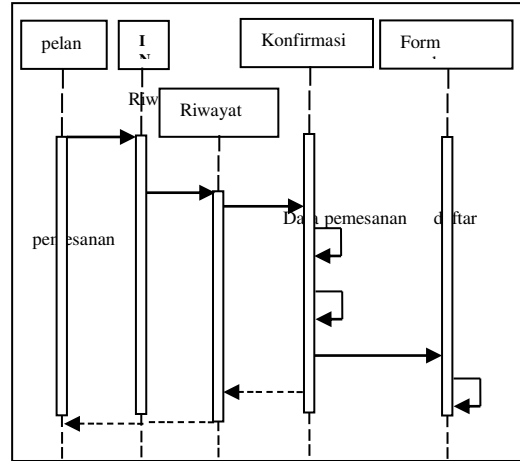 pelan
I
Konfirmasi
Form
Riw
Riwayat
Data pemesanan
daftar
pemesanan